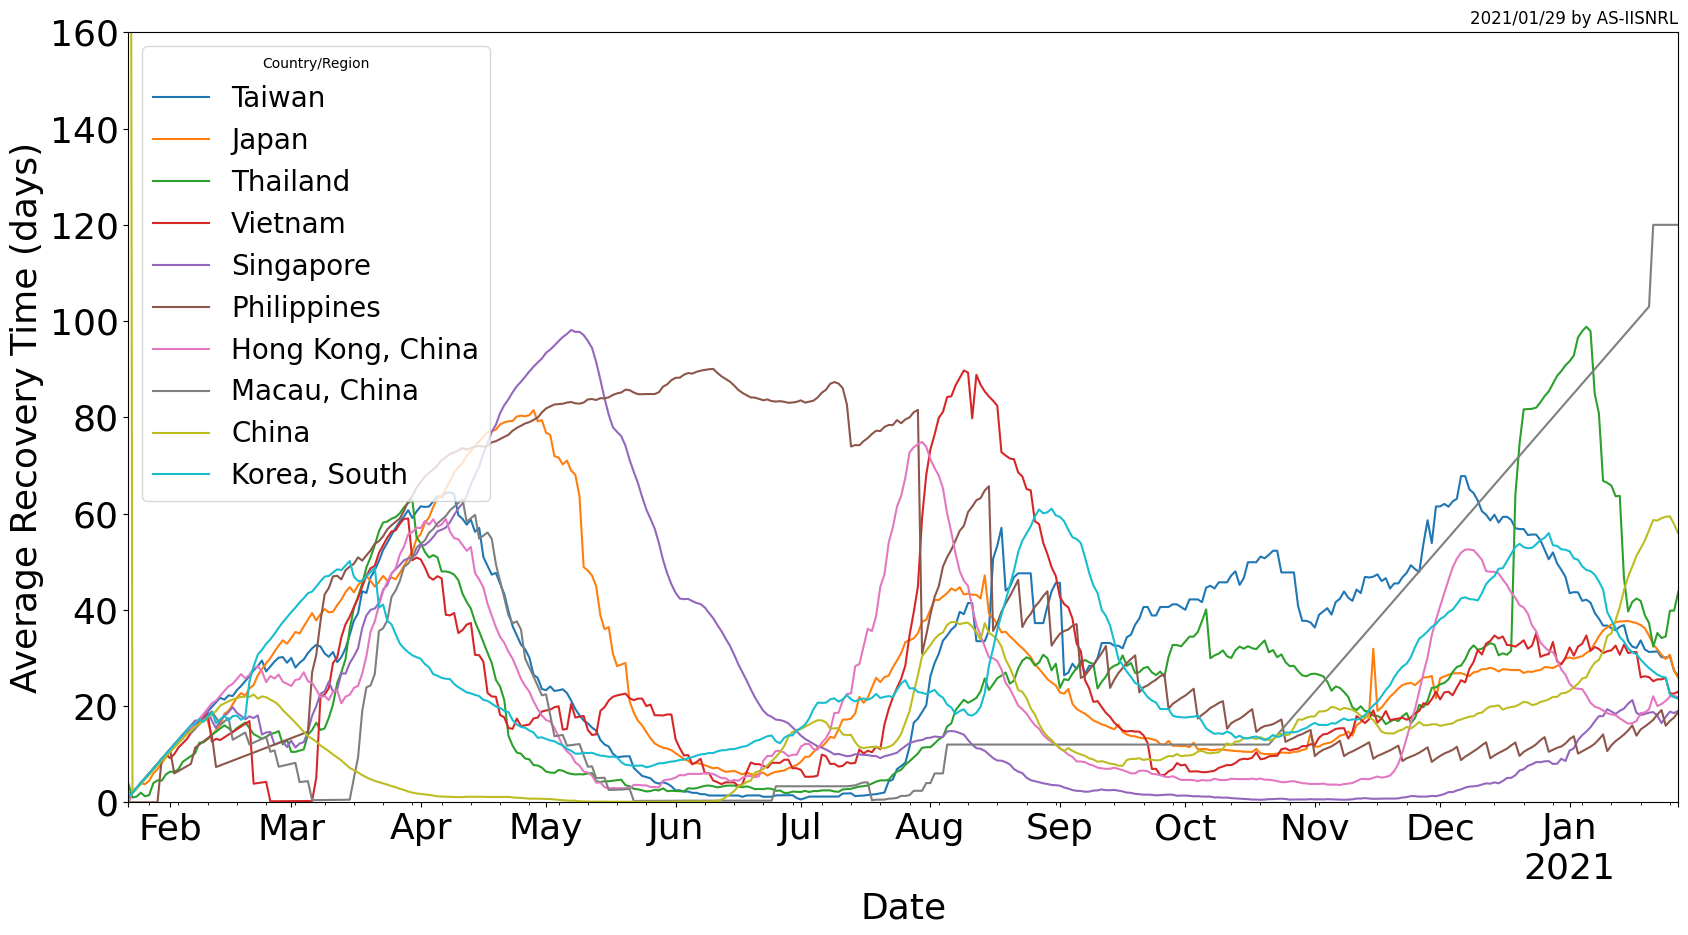 2021/01/29 by AS-IISNRL
Average Recovery Time (days)
160
140
120
100
80
60
40
20
0
Country/Region
Taiwan
Japan
Thailand
Vietnam
Singapore
Philippines
Hong Kong, China
Macau, China
China
Korea, South
Feb Mar Apr May Jun Jul Aug Sep Oct Nov Dec Jan
2021
Date